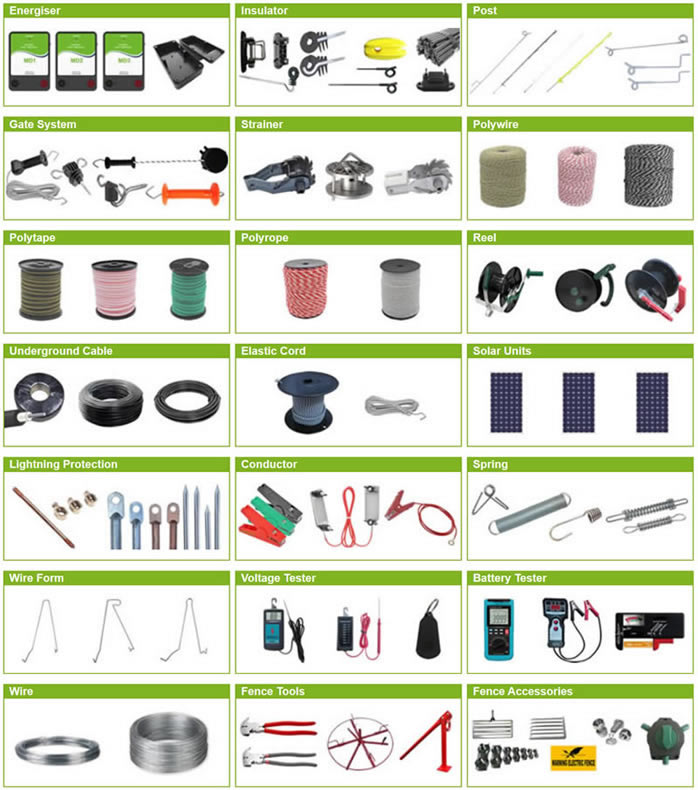 Energiser
Insulator
Post
MD1
MD2
MD3
Gate System
Strainer
Polywire
Polytape
Polyrope
Reel
Underground Cable
Elastic Cord
Solar Units
Lightning Protection
Conductor
Spring
Wire Form
Voltage Tester
Battery Tester
Wire
Fence Tools
Fence Accessories
WARNING ELECTRIC FENCE